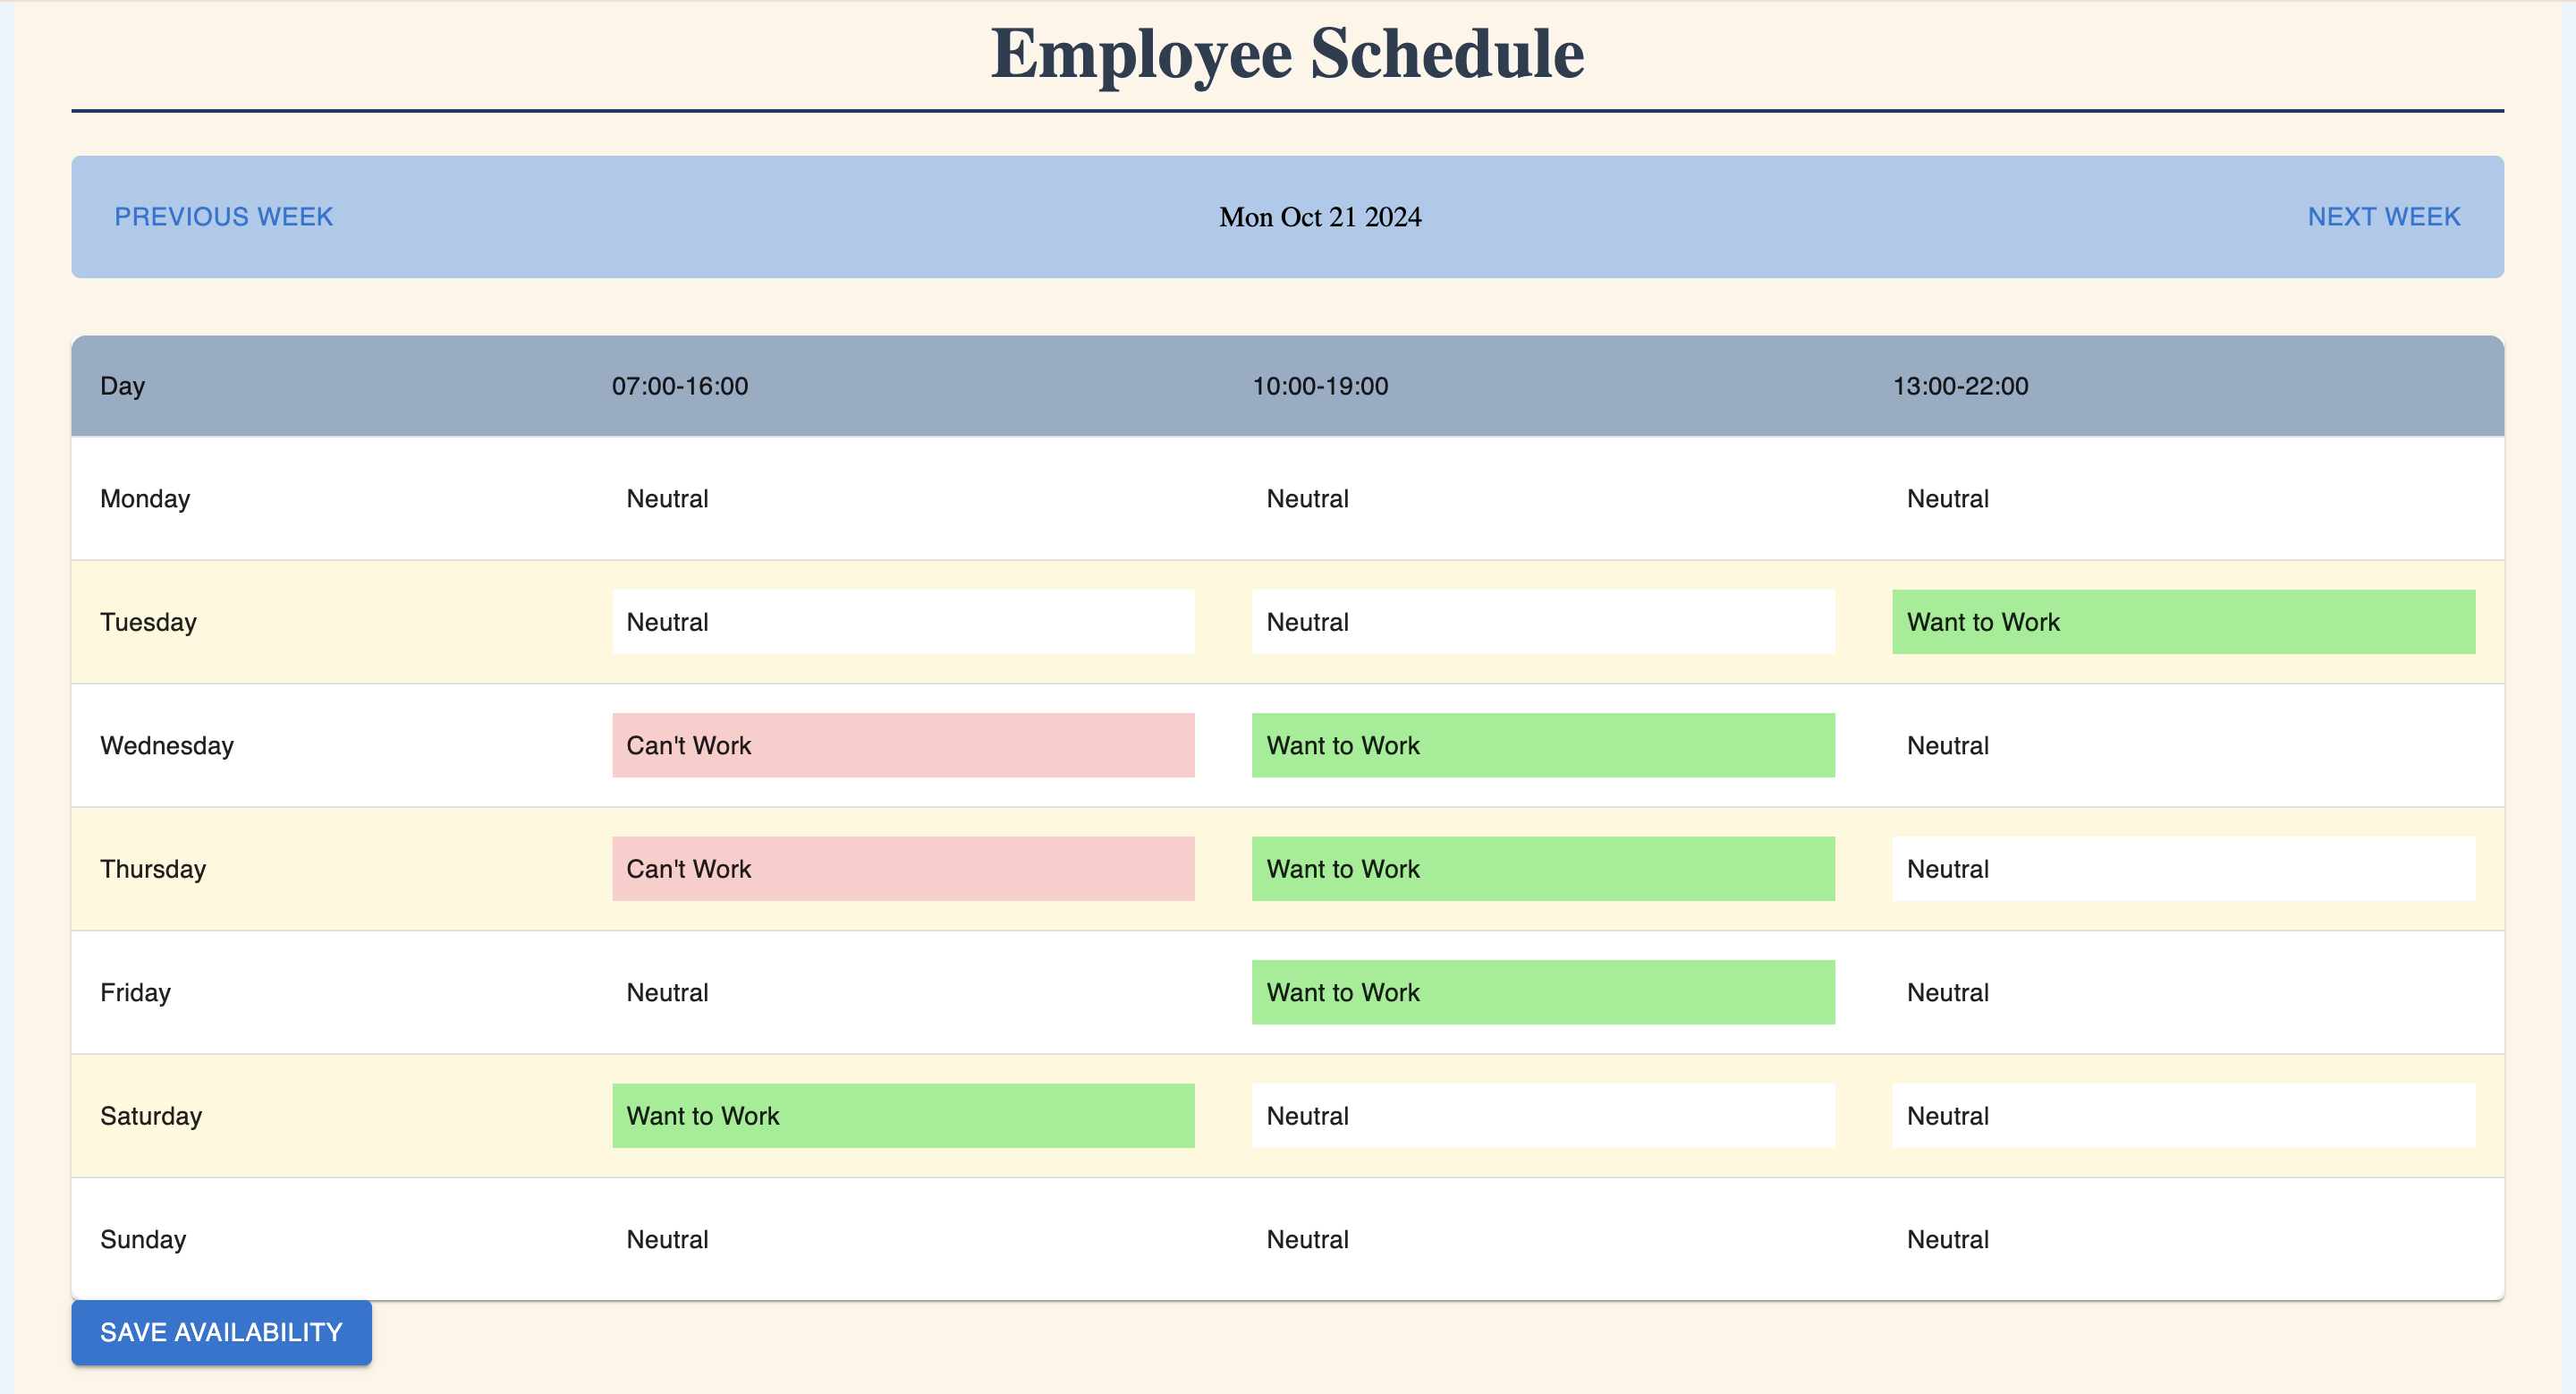 Employee Schedule
PREVIOUS WEEK Mon Oct 21 2024 NEXT WEEK
Day 07:00-16:00 10:00-19:00 13:00-22:00
Monday Neutral Neutral Neutral
Tuesday Neutral Neutral Want to Work
Wednesday Can't Work Want to Work Neutral
Thursday Can't Work Want to Work Neutral
Friday Neutral Want to Work Neutral
Saturday Want to Work Neutral Neutral
Sunday Neutral Neutral Neutral
SAVE AVAILABILITY